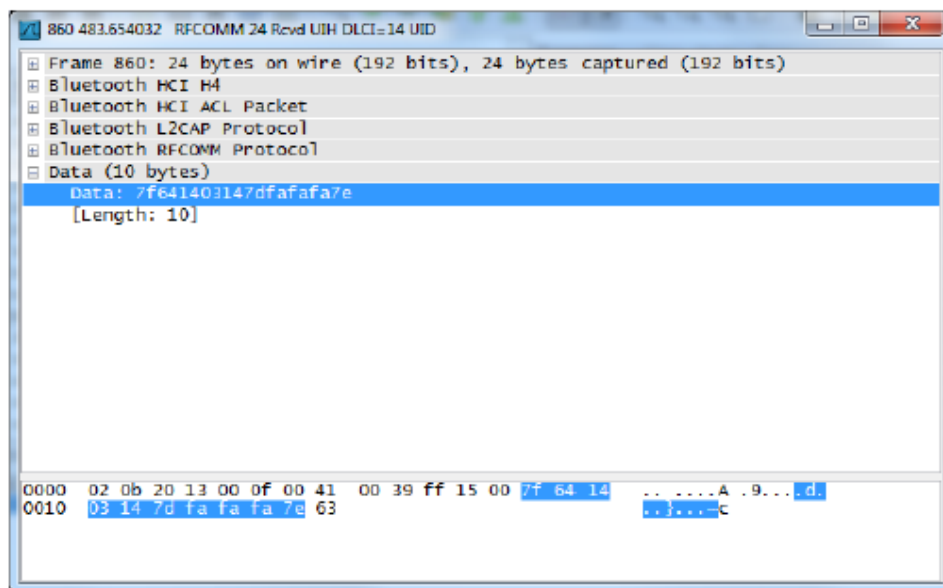 860 483.654032 RFCOMM 24 Rcvd UIH DLCI=14 UID
Frame 860: 24 bytes on wire (192 bits), 24 bytes captured (192 bits)
Bluetooth HCI H4
Bluetooth HCI ACL Packet
Bluetooth L2CAP Protocol
Bluetooth RFCOMM Protocol
Data (10 bytes)
Data: 7f641403147dfafafa7e
[Length: 10]
0000 02 0b 20 13 00 0f 00 41 00 39 ff 15 00 7f 64 14 .. ....A .9....d.
0010 03 14 7d fa fa fa 7e 63 ..}...~c